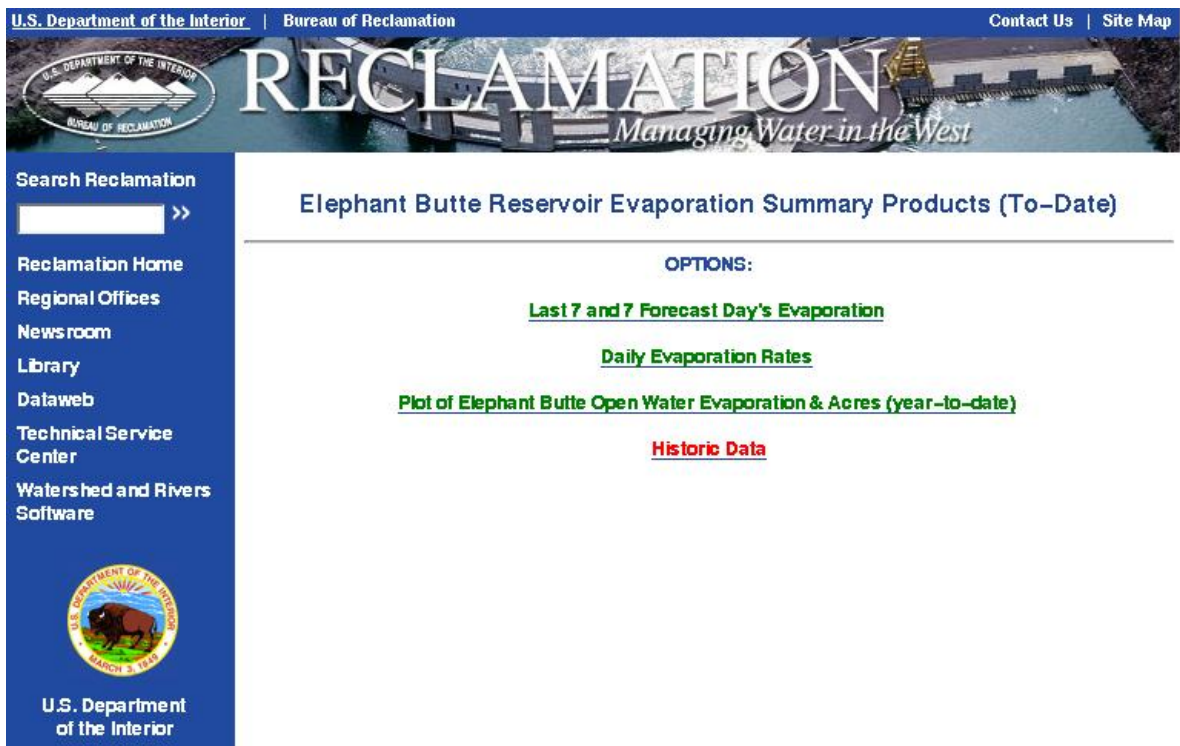 U.S. Department of the Interior | Bureau of Reclamation Contact Us | Site Map
U.S. DEPARTMENT OF THE INTERIOR
BUREAU OF RECLAMATION
RECLAMATION
Managing Water in the West
Search Reclamation
»
Reclamation Home
Regional Offices
Newsroom
Library
Dataweb
Technical Service
Center
Watershed and Rivers
Software
U.S. DEPARTMENT OF THE INTERIOR
MARCH 3, 1849
U.S. Department
of the Interior
Elephant Butte Reservoir Evaporation Summary Products (To-Date)
OPTIONS:
Last 7 and 7 Forecast Day's Evaporation
Daily Evaporation Rates
Plot of Elephant Butte Open Water Evaporation & Acres (year-to-date)
Historic Data